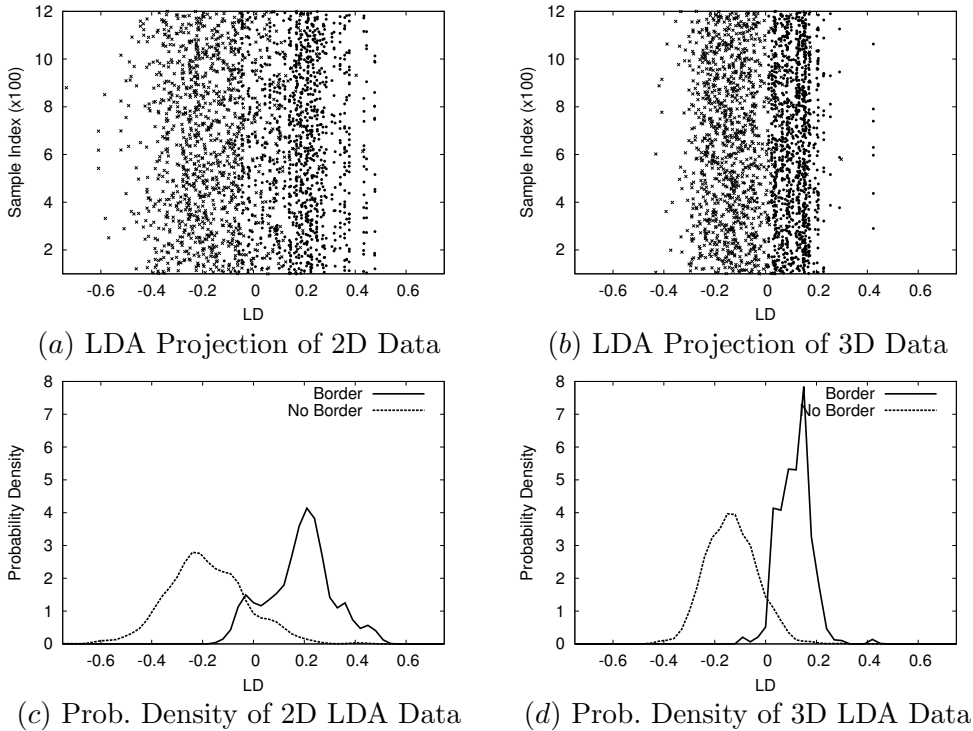 12
10
8
6
4
2
Sample Index (x100)
-0.6 -0.4 -0.2 0 0.2 0.4 0.6
LD
(a) LDA Projection of 2D Data
12
10
8
6
4
2
Sample Index (x100)
-0.6 -0.4 -0.2 0 0.2 0.4 0.6
LD
(b) LDA Projection of 3D Data
8
7
6
5
4
3
2
1
0
Probability Density
Border
No Border
-0.6 -0.4 -0.2 0 0.2 0.4 0.6
LD
(c) Prob. Density of 2D LDA Data
8
7
6
5
4
3
2
1
0
Probability Density
Border
No Border
-0.6 -0.4 -0.2 0 0.2 0.4 0.6
LD
(d) Prob. Density of 3D LDA Data